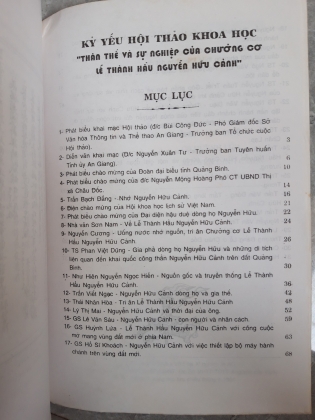 KỶ YẾU HỘI THẢO KHOA HỌC
"THÂN THẾ VÀ SỰ NGHIỆP CỦA CHƯỞNG CƠ
LỄ THÀNH HẦU NGUYỄN HỮU CẢNH"
MỤC LỤC
1- Phát biểu khai mạc Hội thảo (đ/c Bùi Công Đức - Phó Giám đốc Sở
Văn hóa Thông tin và Thể thao An Giang - Trưởng ban Tổ chức cuộc
Hội thảo). 3
2- Diễn văn khai mạc (Đ/c Nguyễn Xuân Tư - Trưởng ban Tuyên huấn
Tỉnh ủy An Giang). 6
3- Phát biểu chào mừng của Đoàn đại biểu tỉnh Quảng Bình. 10
4- Phát biểu chào mừng của đ/c Nguyễn Mộng Hoàng Phó CT UBND Thị
xã Châu Đốc. 14
5- Trần Bạch Đằng - Nhớ Nguyễn Hữu Cảnh. 16
6- Điện chào mừng của Hội khoa học lịch sử Việt Nam. 21
7- Phát biểu chào mừng của Đại diện hậu duệ dòng họ Nguyễn Hữu. 22
8- Nhà văn Sơn Nam - Về Lễ Thành Hầu Nguyễn Hữu Cảnh. 24
9- Nguyễn Cương - Uống nước nhớ nguồn, tri ân Chưởng cơ Lễ Thành
Hầu Nguyễn Hữu Cảnh. 26
10- TS Phan Viết Dũng - Gia phả dòng họ Nguyễn Hữu và những di tích
liên quan đến khai quốc công thần Nguyễn Hữu Cảnh trên đất Quảng
Bình. 30
11- Như Hiên Nguyễn Ngọc Hiền - Nguồn gốc và truyền thống Lễ Thành
Hầu Nguyễn Hữu Cảnh. 36
12- Trần Viết Ngạc - Nguyễn Hữu Cảnh dòng họ và gia thế. 42
13- Thái Nhân Hòa - Tri ân Lễ Thành Hầu Nguyễn Hữu Cảnh. 48
14- Lý Thị Mai - Nguyễn Hữu Cảnh và thời đại của ông. 52
15- GS Lê Văn Sáu - Nguyễn Hữu Cảnh - con người và nhân cách. 59
16- GS Huỳnh Lứa - Lễ Thành Hầu Nguyễn Hữu Cảnh với công cuộc
mở mang vùng đất mới ở phía Nam. 63
17- GS Hồ Sĩ Khoách - Nguyễn Hữu Cảnh với việc thiết lập bộ máy hành
chánh trên vùng đất mới. 68